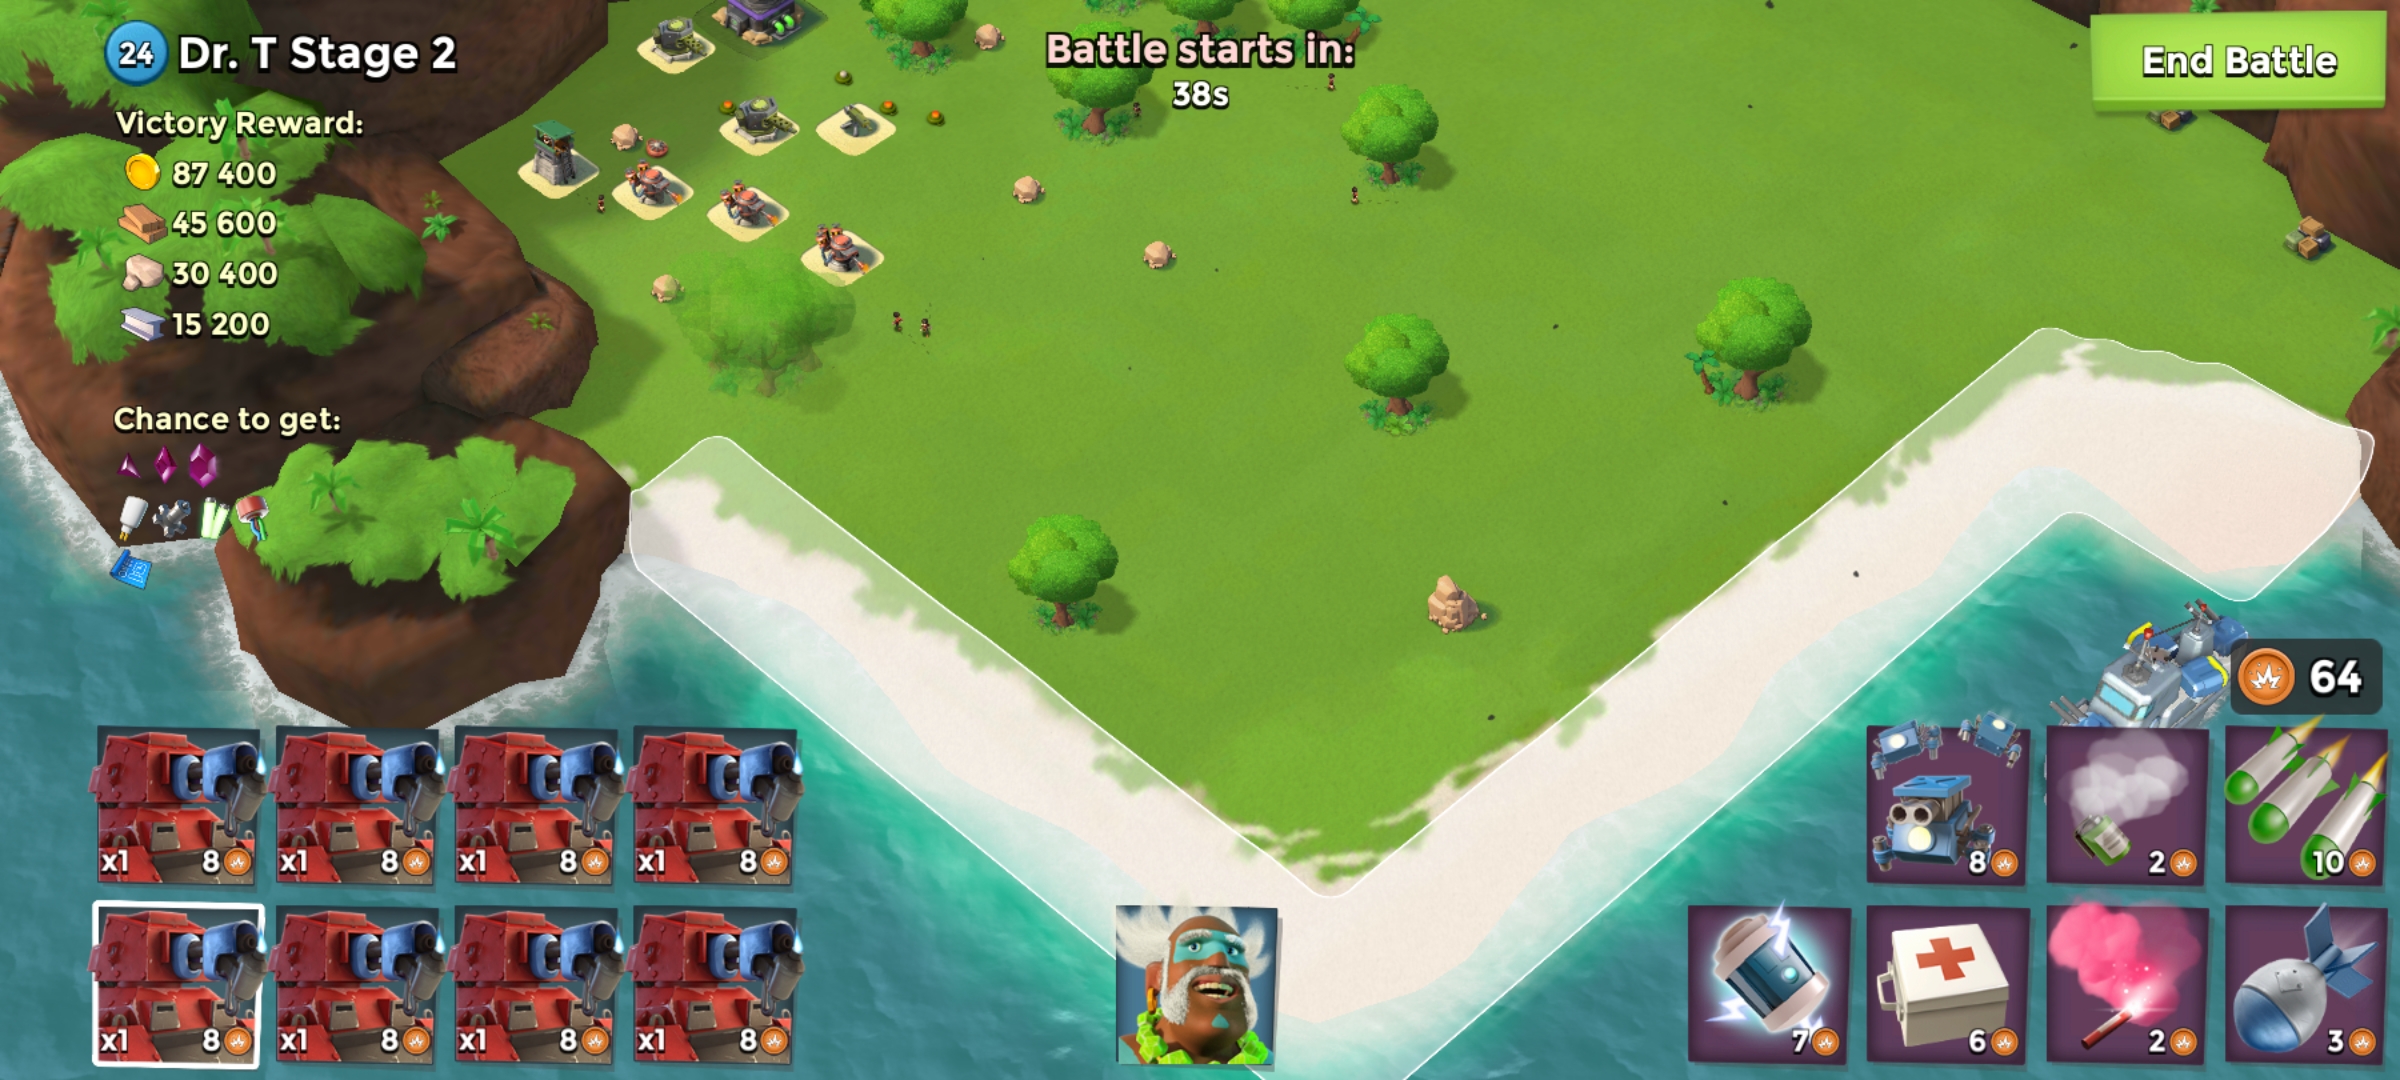 24 Dr. T Stage 2
Battle starts in:
38s
End Battle
Victory Reward:
87 400
45 600
30 400
15 200
Chance to get:
64
x1 8 x1 8 x1 8 x1 8
8 2 10
x1 8 x1 8 x1 8 x1 8
7 6 2 3